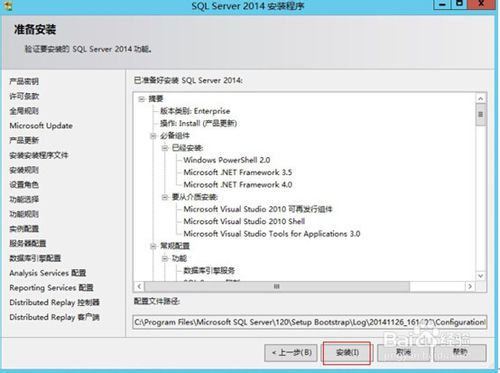 SQL Server 2014 安装程序
准备安装
验证要安装的 SQL Server 2014 功能。
产品密钥
许可条款
全局规则
Microsoft Update
产品更新
安装安装程序文件
安装规则
设置角色
功能选择
功能规则
实例配置
服务器配置
数据库引擎配置
Analysis Services 配置
Reporting Services 配置
Distributed Replay 控制器
Distributed Replay 客户端
已准备好安装 SQL Server 2014:
摘要
版本类别: Enterprise
操作: Install (产品更新)
必备组件
已经安装:
Windows PowerShell 2.0
Microsoft .NET Framework 3.5
Microsoft .NET Framework 4.0
要从介质安装:
Microsoft Visual Studio 2010 可再发行组件
Microsoft Visual Studio 2010 Shell
Microsoft Visual Studio Tools for Applications 3.0
常规配置
功能
数据库引擎服务
配置文件路径:
C:\Program Files\Microsoft SQL Server\120\Setup Bootstrap\Log\20141126_161
< 上一步(B)
安装(I)
取消
帮助
Baidu 经验